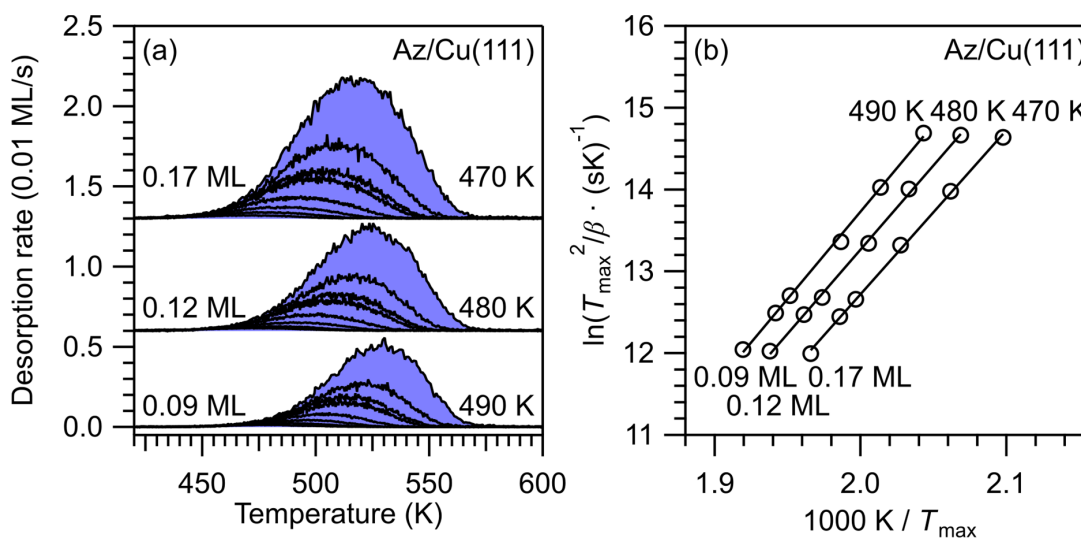 (a)
Az/Cu(111)
Desorption rate (0.01 ML/s)
2.5
2.0
1.5
1.0
0.5
0.0
0.17 ML
470 K
0.12 ML
480 K
0.09 ML
490 K
450
500
550
600
Temperature (K)
(b)
Az/Cu(111)
ln(T_max^2/β · (sK)^-1)
16
15
14
13
12
11
490 K 480 K 470 K
0.09 ML 0.17 ML
0.12 ML
1.9
2.0
2.1
1000 K / T_max